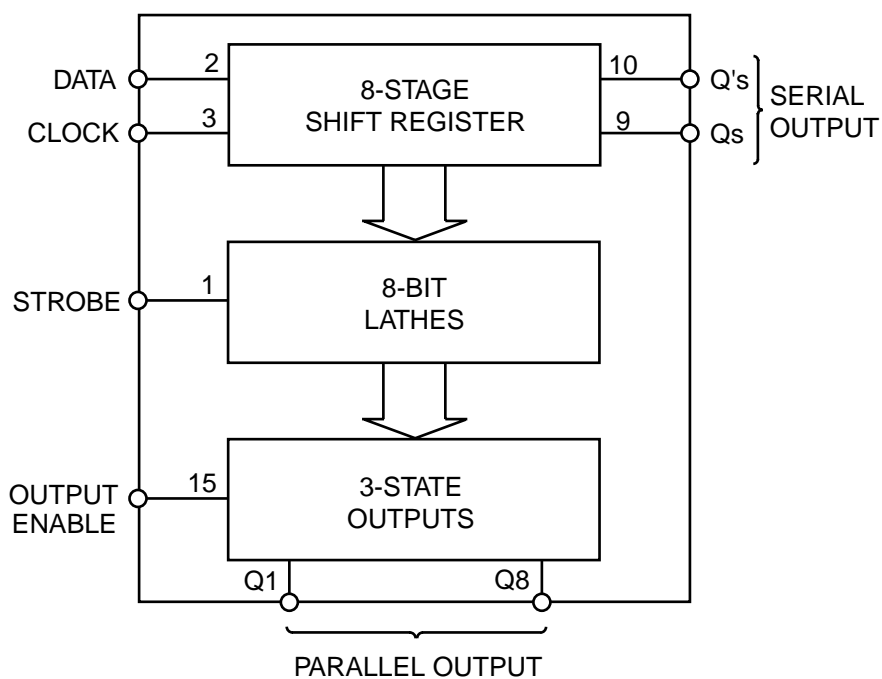 DATA
2
8-STAGE
SHIFT REGISTER
10
Q's
SERIAL
OUTPUT
CLOCK
3
9
Qs
STROBE
1
8-BIT
LATHES
OUTPUT
ENABLE
15
3-STATE
OUTPUTS
Q1
Q8
PARALLEL OUTPUT